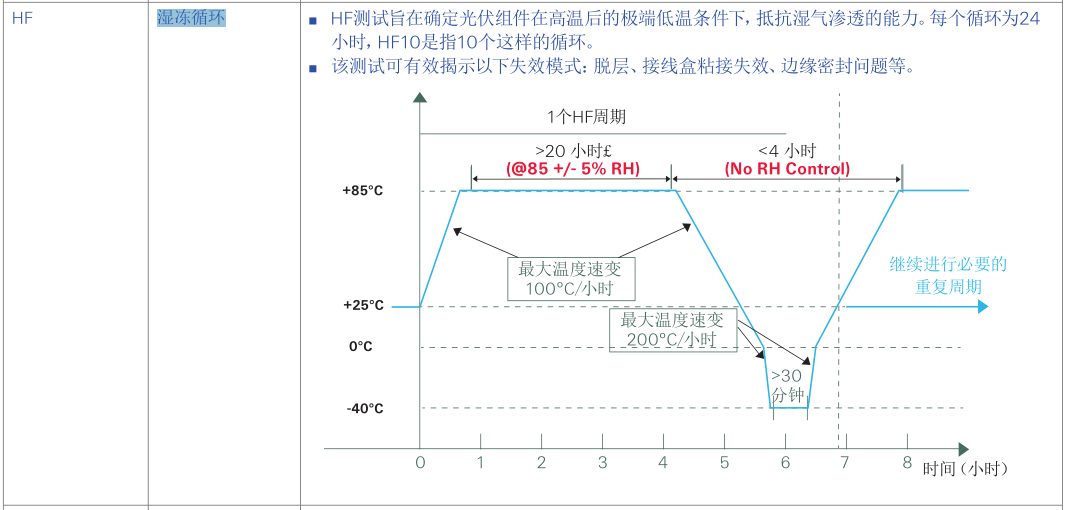 HF
湿冻循环
■ HF测试旨在确定光伏组件在高温后的极端低温条件下，抵抗湿气渗透的能力。每个循环为24
小时，HF10是指10个这样的循环。
■ 该测试可有效揭示以下失效模式：脱层、接线盒粘接失效、边缘密封问题等。
1个HF周期
>20 小时£
<4 小时
(@85 +/- 5% RH)
(No RH Control)
+85°C
最大温度速变
100°C/小时
继续进行必要的
重复周期
+25°C
最大温度速变
200°C/小时
0°C
>30
分钟
-40°C
0 1 2 3 4 5 6 7 8
时间（小时）